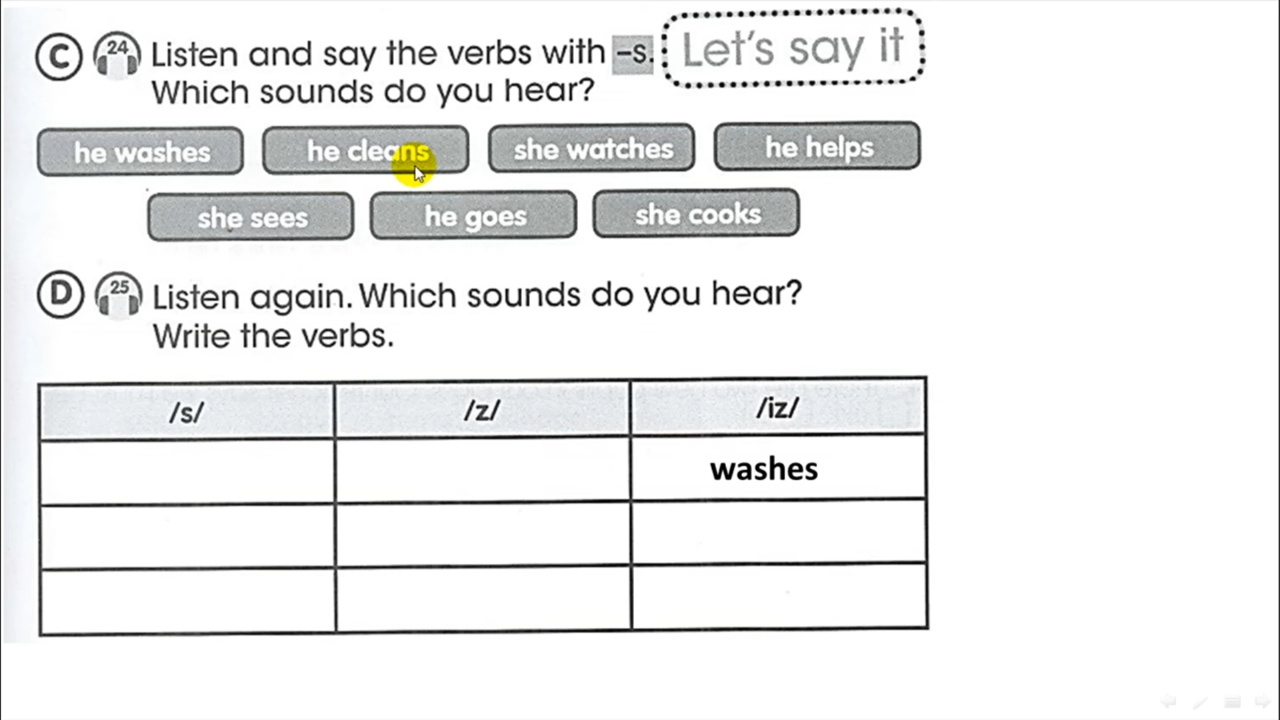 C 24 Listen and say the verbs with –s. Let's say it
Which sounds do you hear?
he washes he cleans she watches he helps
she sees he goes she cooks
D 25 Listen again. Which sounds do you hear?
Write the verbs.
/s/ /z/ /iz/
washes